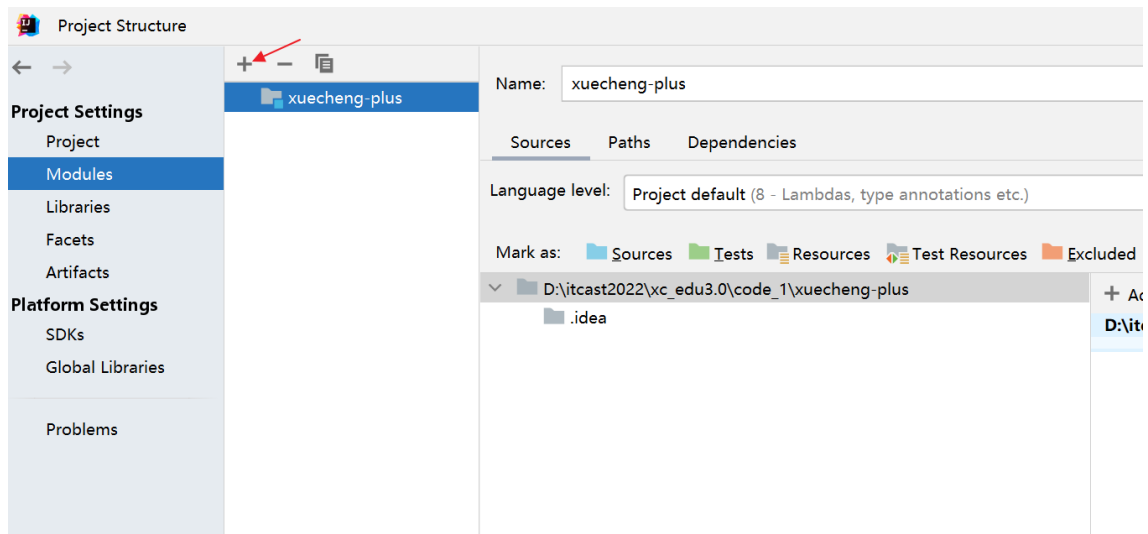 Project Structure
Project Settings
Project
Modules
Libraries
Facets
Artifacts
Platform Settings
SDKs
Global Libraries
Problems
xuecheng-plus
Name: xuecheng-plus
Sources Paths Dependencies
Language level: Project default (8 - Lambdas, type annotations etc.)
Mark as: Sources Tests Resources Test Resources Excluded
D:\itcast2022\xc_edu3.0\code_1\xuecheng-plus
.idea